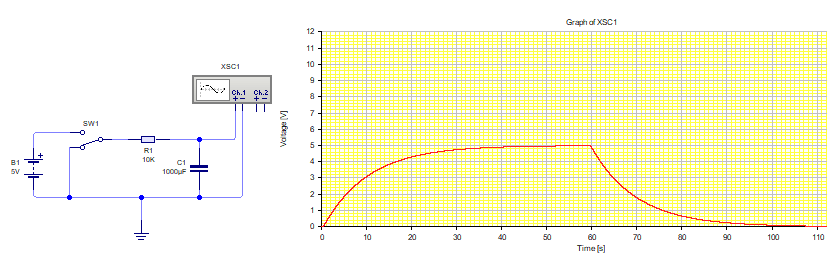 XSC1
Ch.1
Ch.2
SW1
B1
5V
R1
10K
C1
1000µF
Graph of XSC1
Voltage [V]
12
11
10
9
8
7
6
5
4
3
2
1
0
0 10 20 30 40 50 60 70 80 90 100 110
Time [s]